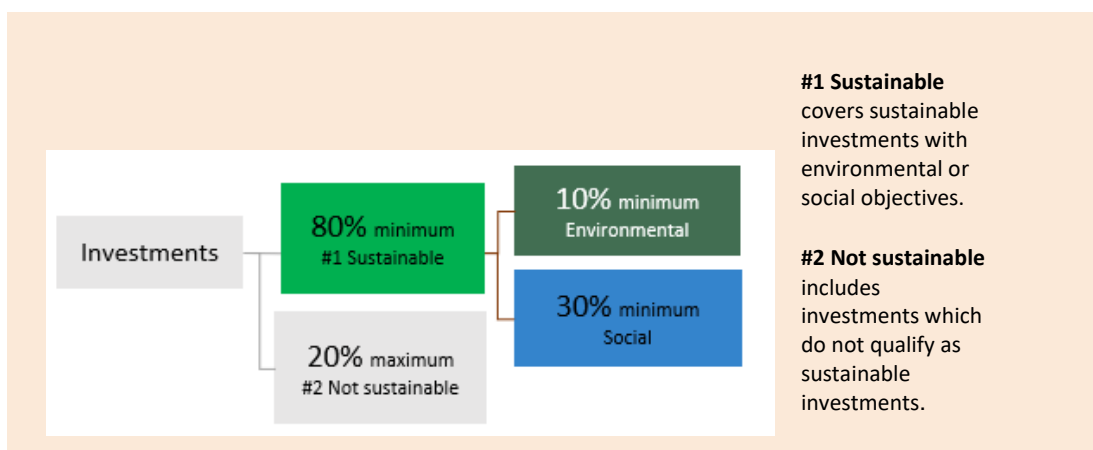 Investments
80% minimum
#1 Sustainable
20% maximum
#2 Not sustainable
10% minimum
Environmental
30% minimum
Social
#1 Sustainable
covers sustainable
investments with
environmental or
social objectives.
#2 Not sustainable
includes
investments which
do not qualify as
sustainable
investments.